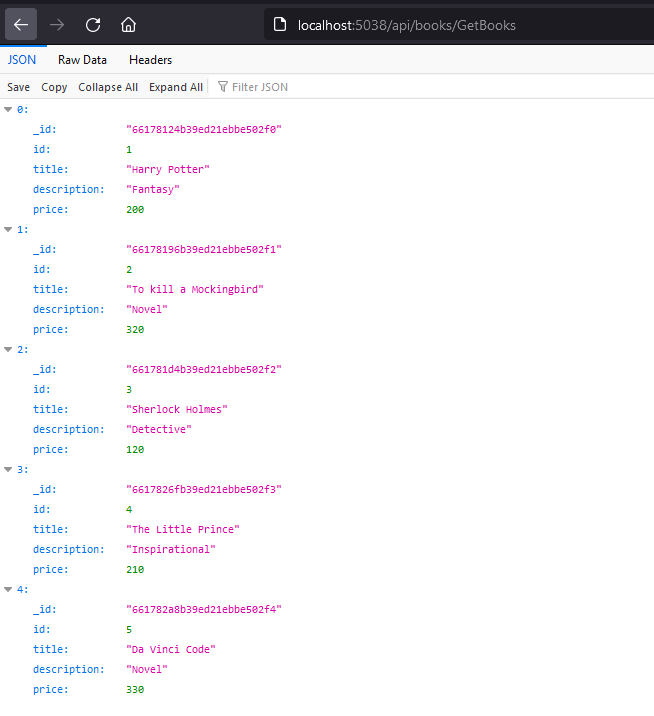 localhost:5038/api/books/GetBooks
JSON Raw Data Headers
Save Copy Collapse All Expand All Filter JSON
0:
_id: "66178124b39ed21ebbe502f0"
id: 1
title: "Harry Potter"
description: "Fantasy"
price: 200
1:
_id: "66178196b39ed21ebbe502f1"
id: 2
title: "To kill a Mockingbird"
description: "Novel"
price: 320
2:
_id: "661781d4b39ed21ebbe502f2"
id: 3
title: "Sherlock Holmes"
description: "Detective"
price: 120
3:
_id: "6617826fb39ed21ebbe502f3"
id: 4
title: "The Little Prince"
description: "Inspirational"
price: 210
4:
_id: "661782a8b39ed21ebbe502f4"
id: 5
title: "Da Vinci Code"
description: "Novel"
price: 330